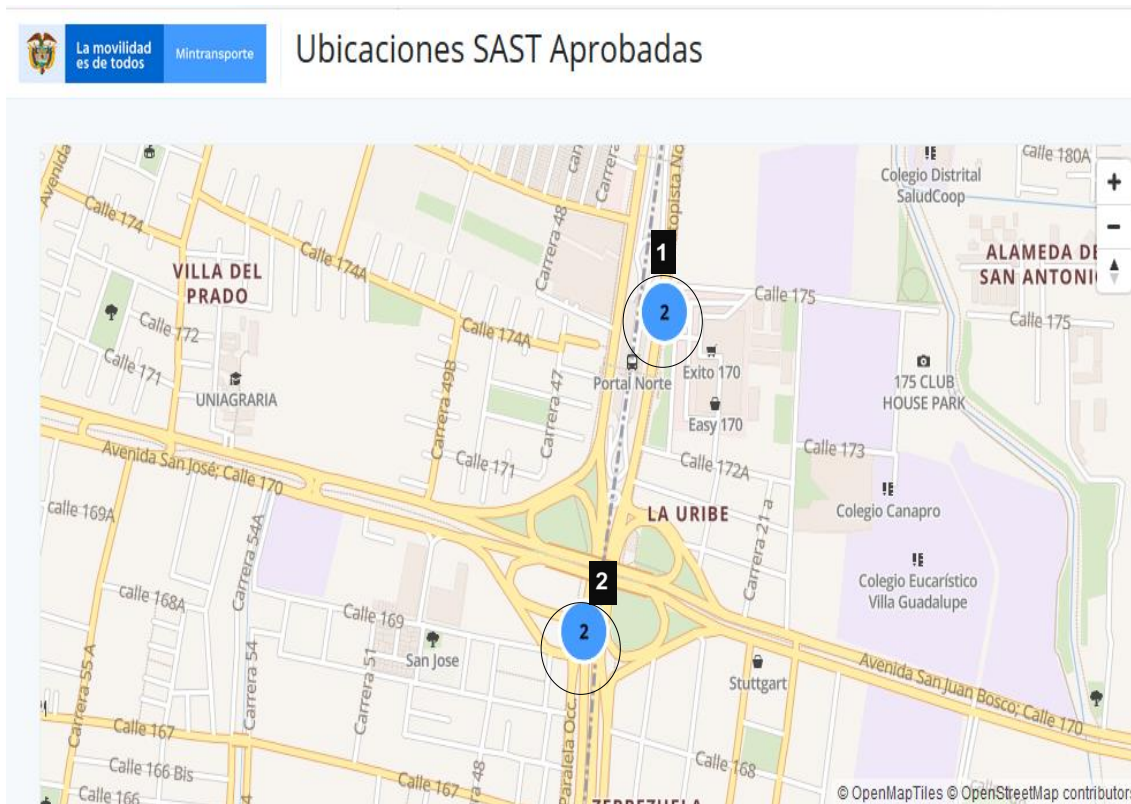 La movilidad
es de todos
Mintransporte
Ubicaciones SAST Aprobadas
Avenida
Calle 174
VILLA DEL
PRADO
Calle 172
Calle 171
UNIAGRARIA
Calle 174A
Calle 174A
Carrera 48
Carrera 49B
Carrera 47
Calle 171
1
2
Portal Norte
Exito 170
Easy 170
Calle 175
Colegio Distrital
SaludCoop
Calle 180A
+
−
ALAMEDA DE
Calle 175
175 CLUB
HOUSE PARK
Calle 173
Calle 172A
Colegio Canapro
LA URIBE
Carrera 21 a
Colegio Eucarístico
Villa Guadalupe
Avenida San José; Calle 170
calle 169A
Carrera 54A
calle 168A
Calle 169
San Jose
2
2
Stuttgart
Avenida San Juan Bosco; Calle 170
Carrera 55 A
Carrera 54
Carrera 51
Calle 167
Calle 166 Bis
Calle 166
Calle 167
Paralela Occ.
Calle 168
© OpenMapTiles © OpenStreetMap contributors